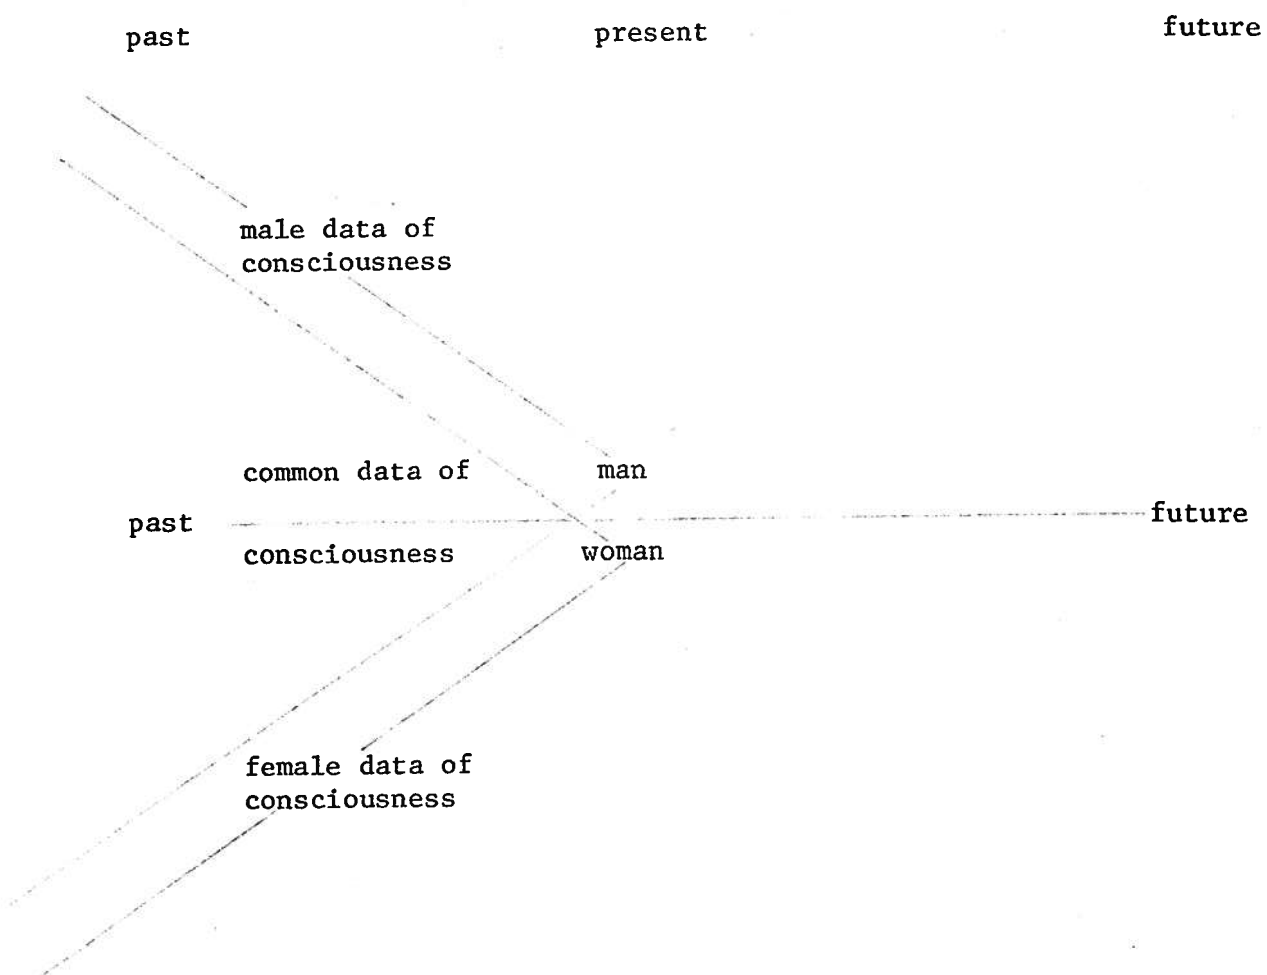 past present future
male data of
consciousness
common data of man
past future
consciousness woman
female data of
consciousness